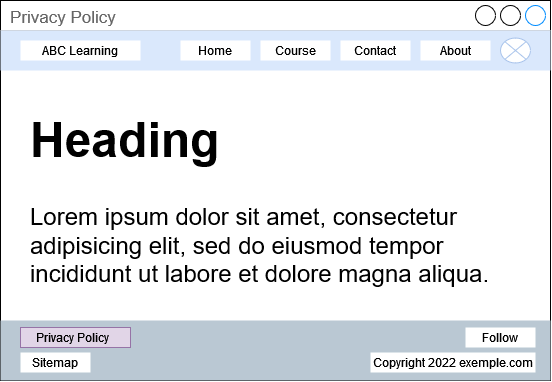 Privacy Policy
ABC Learning Home Course Contact About
Heading
Lorem ipsum dolor sit amet, consectetur
adipisicing elit, sed do eiusmod tempor
incididunt ut labore et dolore magna aliqua.
Privacy Policy Follow
Sitemap Copyright 2022 exemple.com